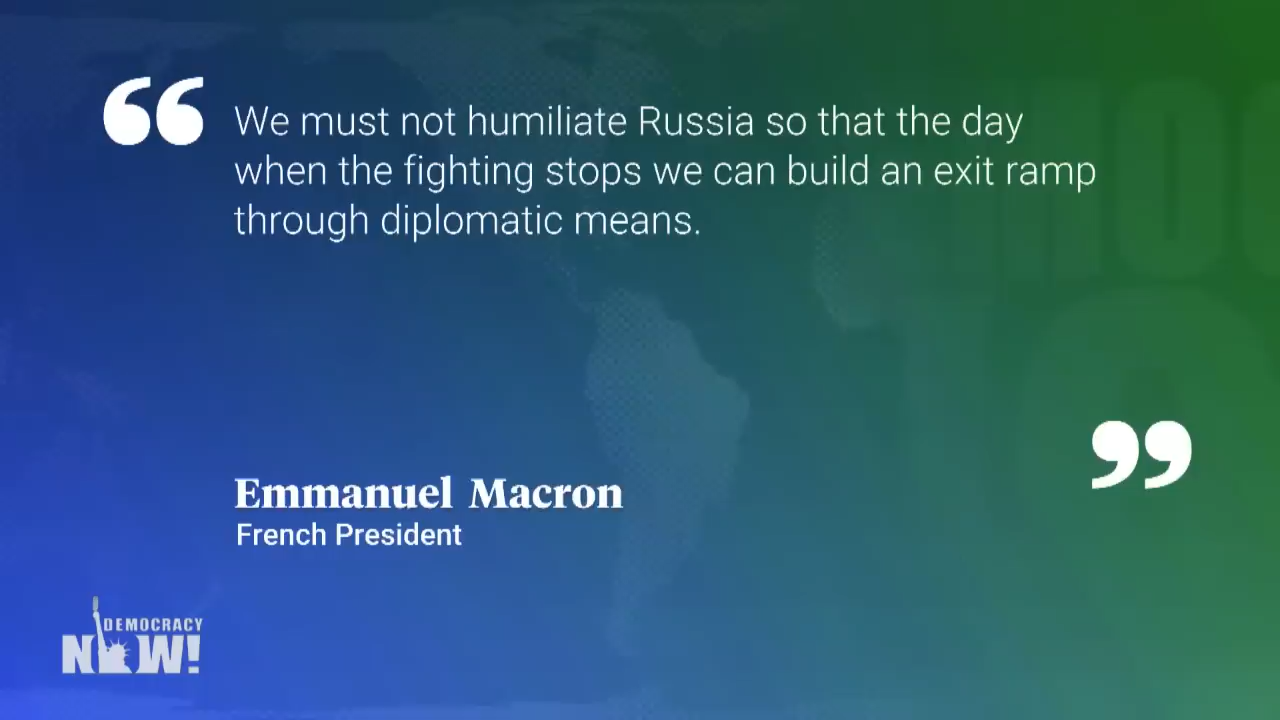 “ We must not humiliate Russia so that the day
when the fighting stops we can build an exit ramp
through diplomatic means.
”
Emmanuel Macron
French President
DEMOCRACY
NOW!